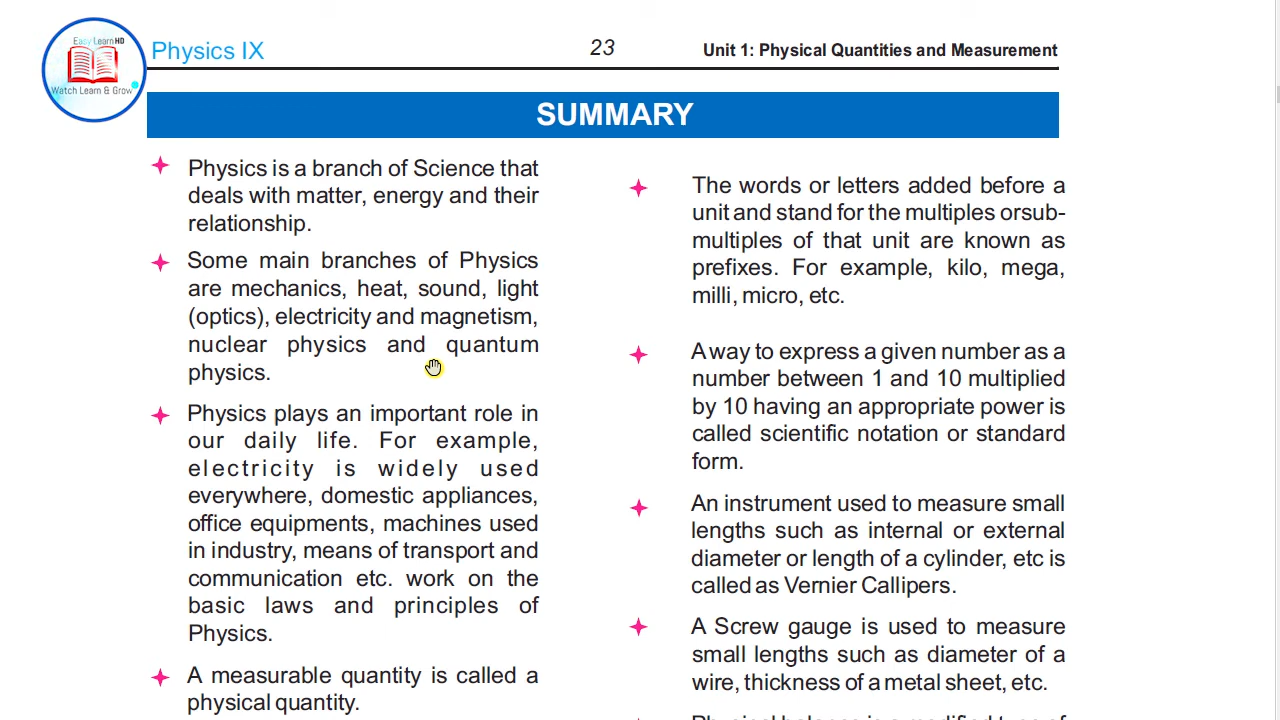 Easy Learn HD
Watch Learn & Grow
Physics IX
23
Unit 1: Physical Quantities and Measurement
SUMMARY
Physics is a branch of Science that
deals with matter, energy and their
relationship.
Some main branches of Physics
are mechanics, heat, sound, light
(optics), electricity and magnetism,
nuclear physics and quantum
physics.
Physics plays an important role in
our daily life. For example,
electricity is widely used
everywhere, domestic appliances,
office equipments, machines used
in industry, means of transport and
communication etc. work on the
basic laws and principles of
Physics.
A measurable quantity is called a
physical quantity.
The words or letters added before a
unit and stand for the multiples orsub-
multiples of that unit are known as
prefixes. For example, kilo, mega,
milli, micro, etc.
A way to express a given number as a
number between 1 and 10 multiplied
by 10 having an appropriate power is
called scientific notation or standard
form.
An instrument used to measure small
lengths such as internal or external
diameter or length of a cylinder, etc is
called as Vernier Callipers.
A Screw gauge is used to measure
small lengths such as diameter of a
wire, thickness of a metal sheet, etc.
Physical balance is a modified type of